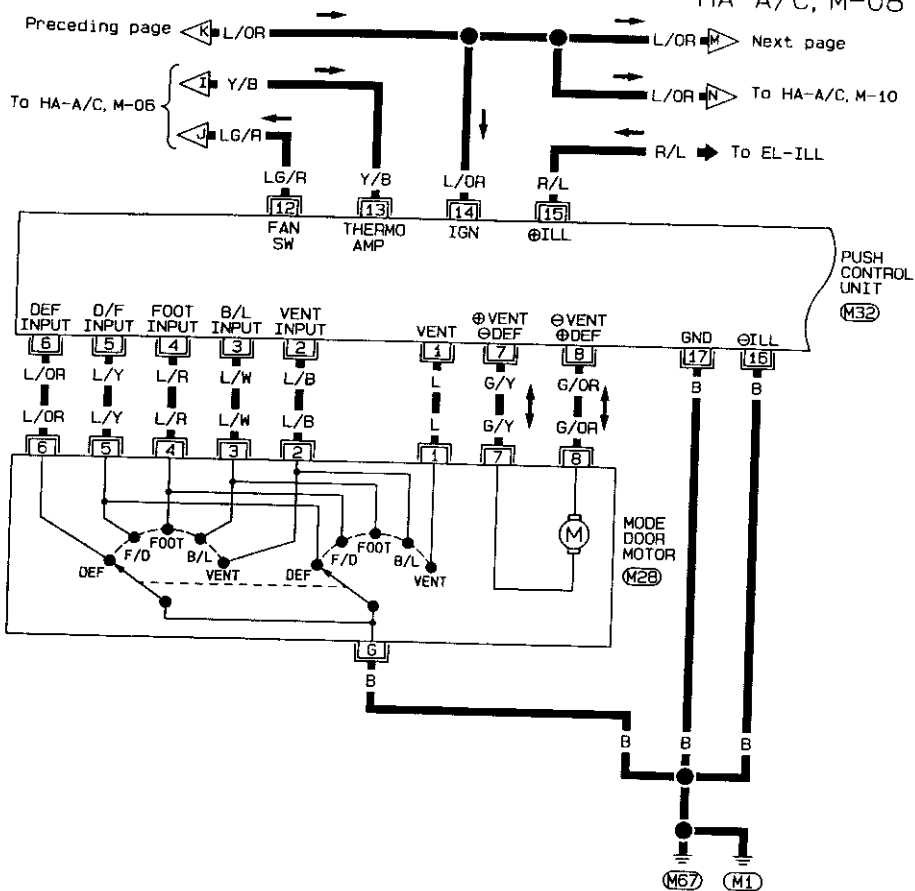 HA-A/C, M-08
Preceding page K L/OR L/OR M Next page
I Y/B L/OR N To HA-A/C, M-10
To HA-A/C, M-06
J LG/R R/L To EL-ILL
LG/R Y/B L/OR R/L
12 13 14 15
FAN SW THERMO AMP IGN ⊕ILL
PUSH CONTROL UNIT
M32
DEF INPUT O/F INPUT FOOT INPUT B/L INPUT VENT INPUT VENT ⊕VENT ⊖DEF ⊖VENT ⊕DEF GND ⊖ILL
6 5 4 3 2 1 7 8 17 16
L/OR L/Y L/R L/W L/B L G/Y G/OR B B
L/OR L/Y L/R L/W L/B L G/Y G/OR
6 5 4 3 2 1 7 8
DEF F/D FOOT B/L VENT DEF F/D FOOT B/L VENT M
MODE DOOR MOTOR
M28
G
B
B B B
M67 M1